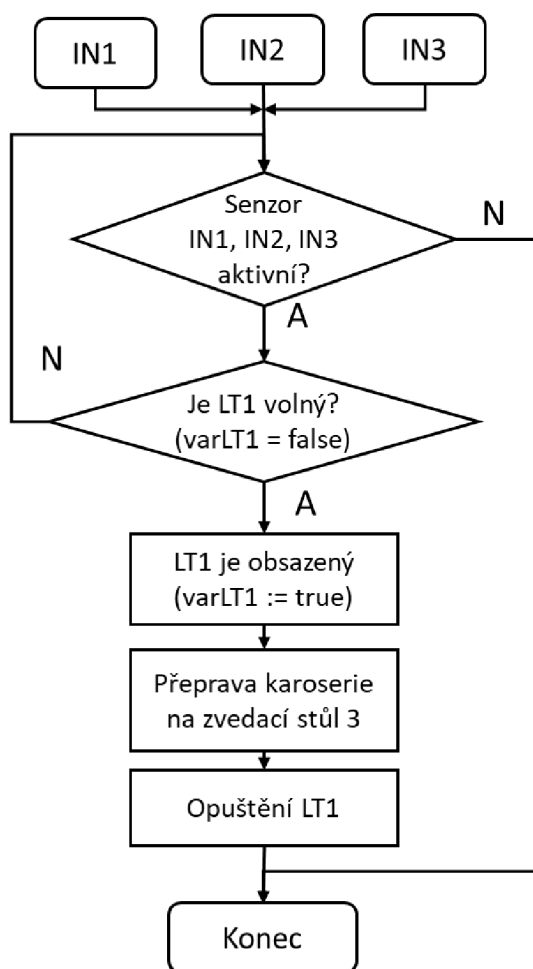 IN1
IN2
IN3
Senzor
IN1, IN2, IN3
aktivní?
N
A
N
Je LT1 volný?
(varLT1 = false)
A
LT1 je obsazený
(varLT1 := true)
Přeprava karoserie
na zvedací stůl 3
Opuštění LT1
Konec